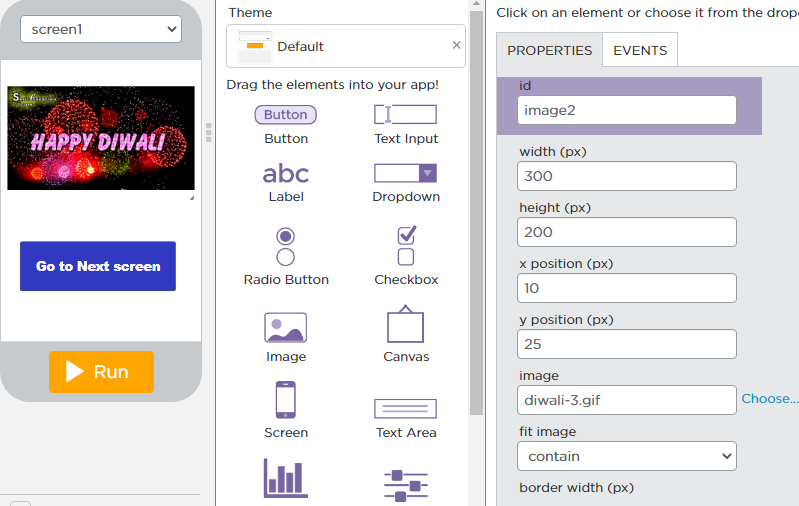 screen1
S
HAPPY DIWALI
Go to Next screen
Run
Theme
Default
×
Drag the elements into your app!
Button
Button
Text Input
abc
Label
Dropdown
Radio Button
Checkbox
Image
Canvas
Screen
Text Area
Click on an element or choose it from the drop
PROPERTIES
EVENTS
id
image2
width (px)
300
height (px)
200
x position (px)
10
y position (px)
25
image
diwali-3.gif
Choose...
fit image
contain
border width (px)